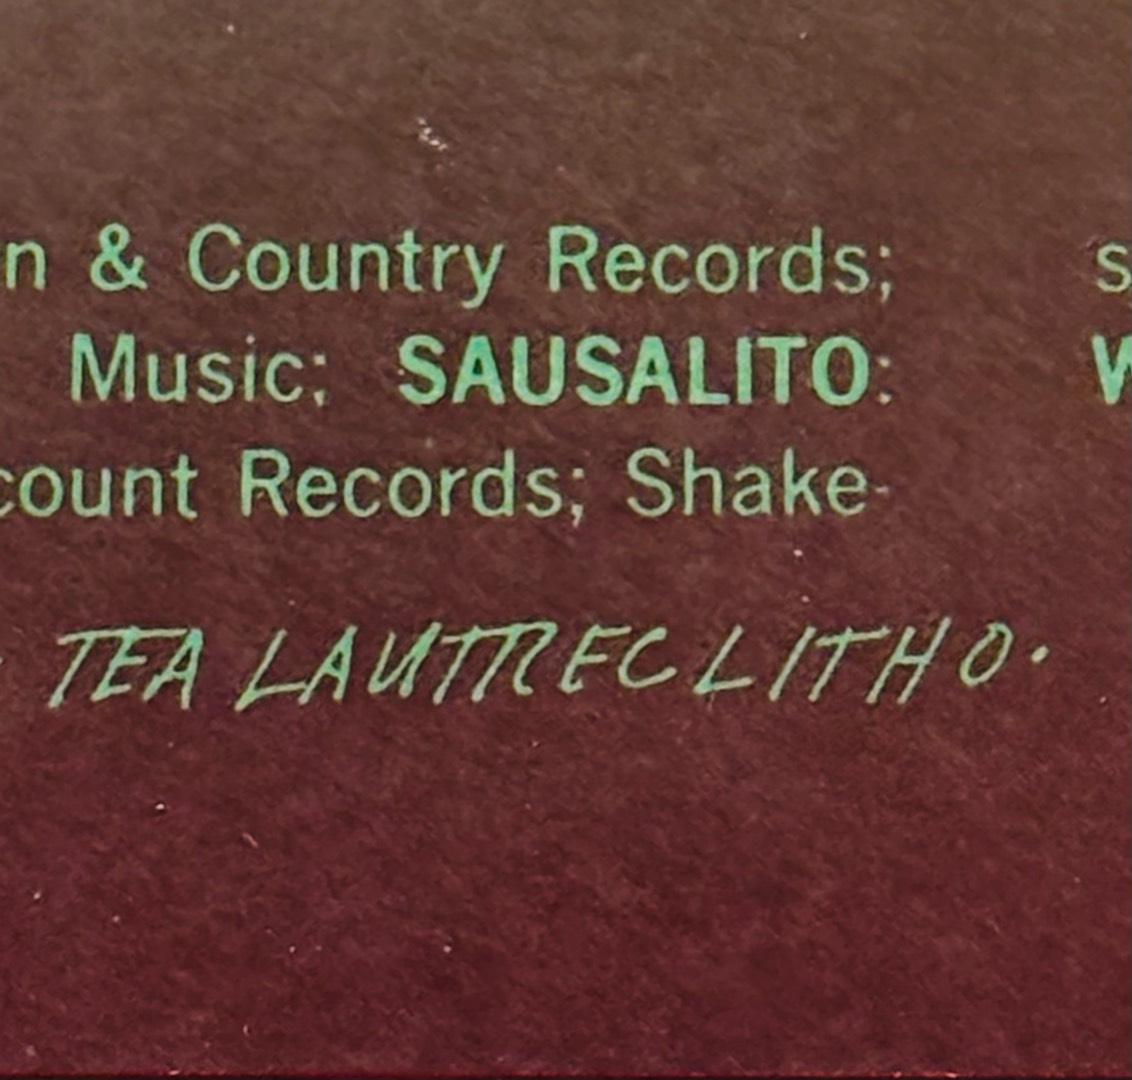 n & Country Records; s
Music; SAUSALITO: W
count Records; Shake-
TEA LAUTREC LITHO.